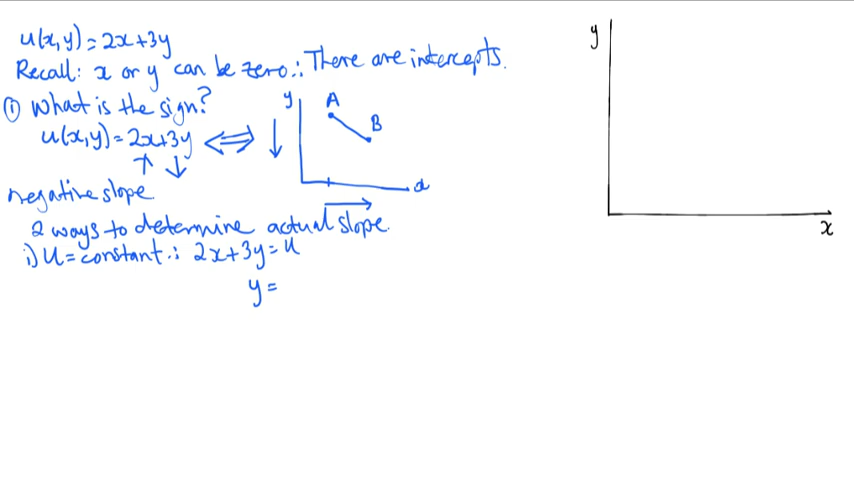 u(x,y)=2x+3y
Recall: x or y can be zero ∴ There are intercepts.
① What is the sign?
u(x,y)=2x+3y ⟺ ↓
↑ ↓
negative slope
y
A
B
x
2 ways to determine actual slope.
i) U=constant ∴ 2x+3y=u
y=
y
x